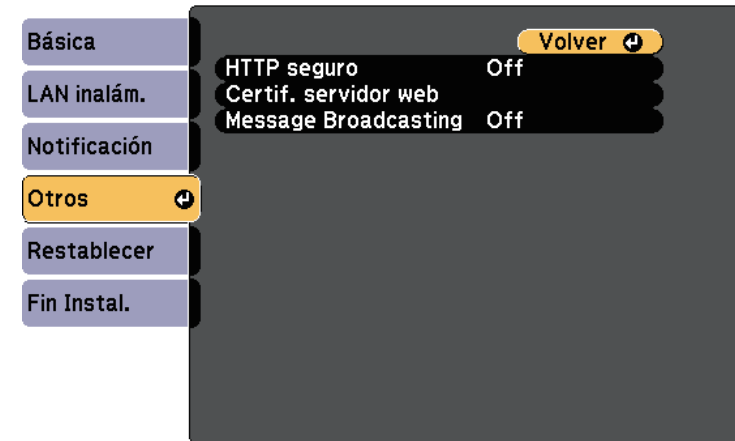 Básica
LAN inalám.
Notificación
Otros
Restablecer
Fin Instal.
Volver
HTTP seguro Off
Certif. servidor web
Message Broadcasting Off